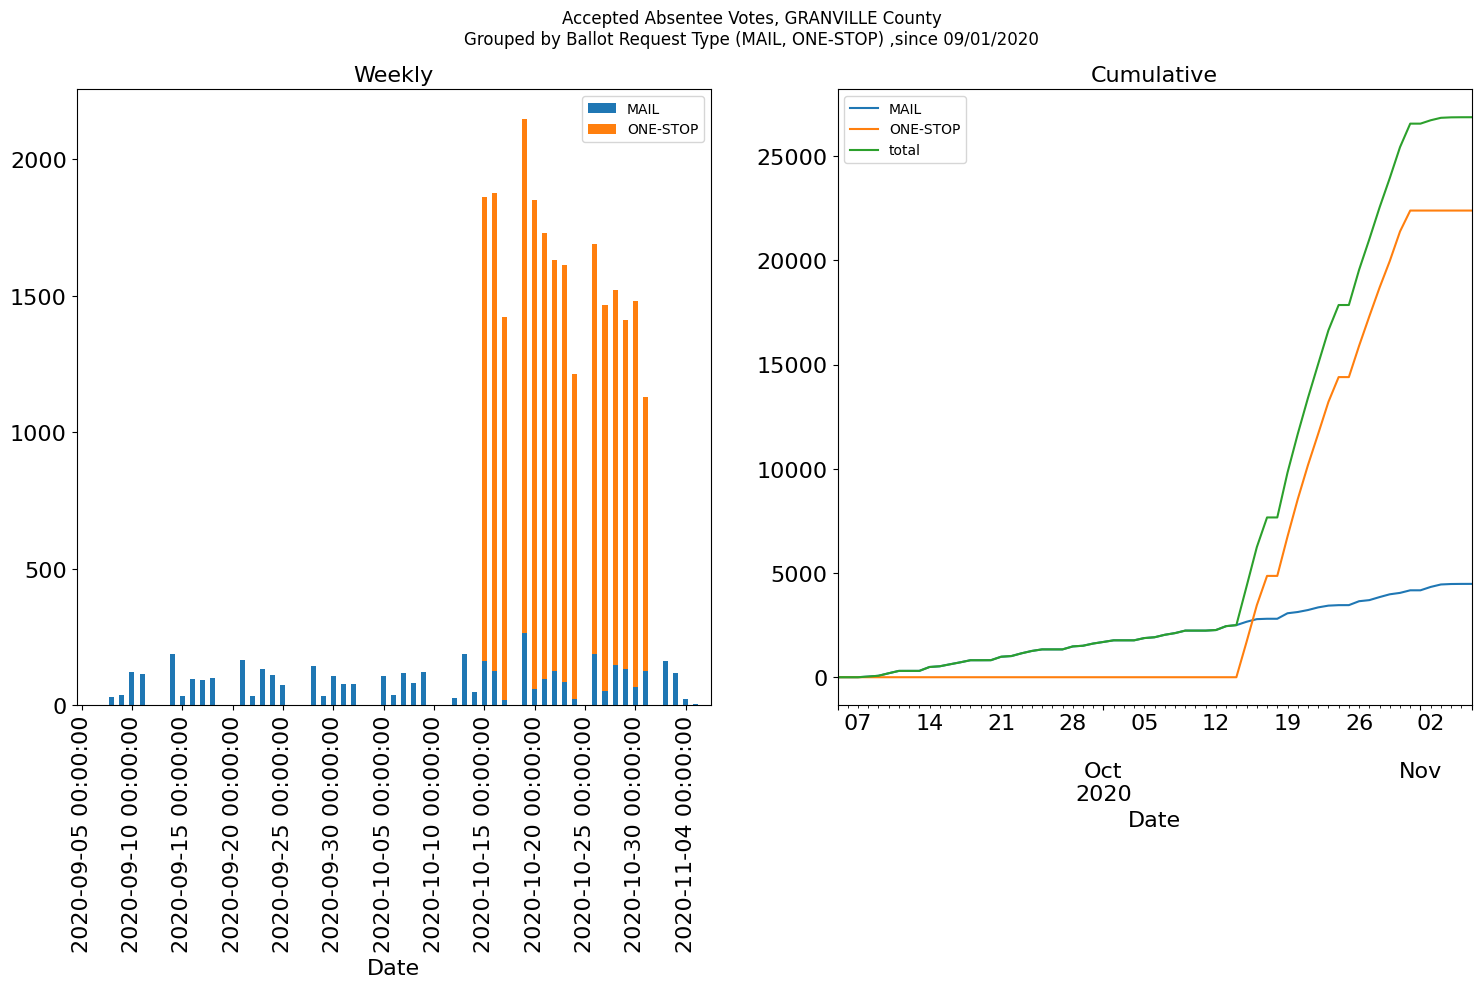 Accepted Absentee Votes, GRANVILLE County
Grouped by Ballot Request Type (MAIL, ONE-STOP) ,since 09/01/2020
Weekly
MAIL
ONE-STOP
2000
1500
1000
500
0
2020-09-05 00:00:00
2020-09-10 00:00:00
2020-09-15 00:00:00
2020-09-20 00:00:00
2020-09-25 00:00:00
2020-09-30 00:00:00
2020-10-05 00:00:00
2020-10-10 00:00:00
2020-10-15 00:00:00
2020-10-20 00:00:00
2020-10-25 00:00:00
2020-10-30 00:00:00
2020-11-04 00:00:00
Date
Cumulative
MAIL
ONE-STOP
total
25000
20000
15000
10000
5000
0
07 14 21 28 05 12 19 26 02
Oct Nov
2020
Date